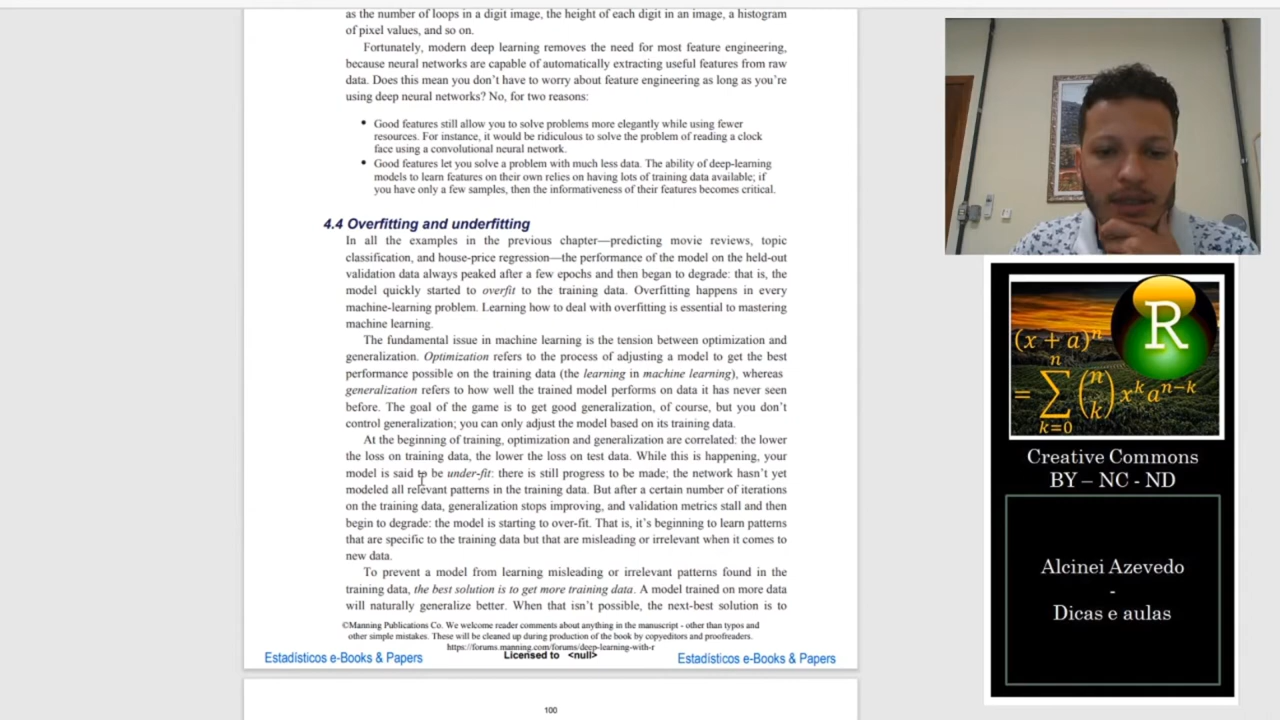 as the number of loops in a digit image, the height of each digit in an image, a histogram
of pixel values, and so on.
Fortunately, modern deep learning removes the need for most feature engineering,
because neural networks are capable of automatically extracting useful features from raw
data. Does this mean you don't have to worry about feature engineering as long as you're
using deep neural networks? No, for two reasons:
• Good features still allow you to solve problems more elegantly while using fewer
resources. For instance, it would be ridiculous to solve the problem of reading a clock
face using a convolutional neural network.
• Good features let you solve a problem with much less data. The ability of deep-learning
models to learn features on their own relies on having lots of training data available; if
you have only a few samples, then the informativeness of their features becomes critical.
4.4 Overfitting and underfitting
In all the examples in the previous chapter—predicting movie reviews, topic
classification, and house-price regression—the performance of the model on the held-out
validation data always peaked after a few epochs and then began to degrade: that is, the
model quickly started to overfit to the training data. Overfitting happens in every
machine-learning problem. Learning how to deal with overfitting is essential to mastering
machine learning.
The fundamental issue in machine learning is the tension between optimization and
generalization. Optimization refers to the process of adjusting a model to get the best
performance possible on the training data (the learning in machine learning), whereas
generalization refers to how well the trained model performs on data it has never seen
before. The goal of the game is to get good generalization, of course, but you don't
control generalization; you can only adjust the model based on its training data.
At the beginning of training, optimization and generalization are correlated: the lower
the loss on training data, the lower the loss on test data. While this is happening, your
model is said to be under-fit: there is still progress to be made; the network hasn't yet
modeled all relevant patterns in the training data. But after a certain number of iterations
on the training data, generalization stops improving, and validation metrics stall and then
begin to degrade: the model is starting to over-fit. That is, it's beginning to learn patterns
that are specific to the training data but that are misleading or irrelevant when it comes to
new data.
To prevent a model from learning misleading or irrelevant patterns found in the
training data, the best solution is to get more training data. A model trained on more data
will naturally generalize better. When that isn't possible, the next-best solution is to
©Manning Publications Co. We welcome reader comments about anything in the manuscript - other than typos and
other simple mistakes. These will be cleaned up during production of the book by copyeditors and proofreaders.
https://forums.manning.com/forums/deep-learning-with-r
Estadísticos e-Books & Papers Licensed to <null> Estadísticos e-Books & Papers
100
R
(x + a)^n
= ∑_{k=0}^{n} (n k) x^k a^{n-k}
Creative Commons
BY – NC - ND
Alcinei Azevedo
-
Dicas e aulas